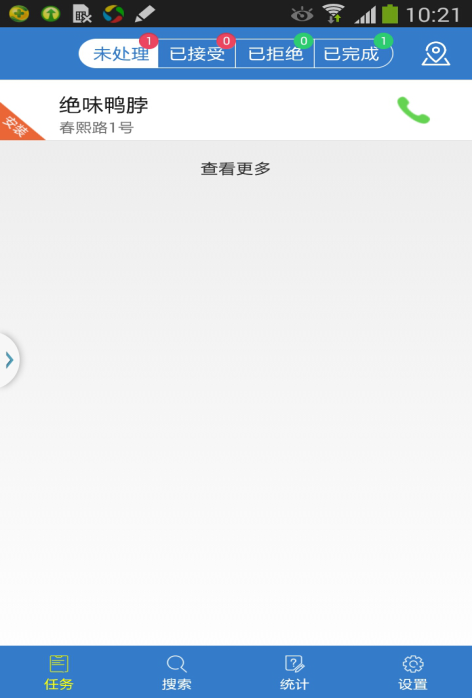 10:21
未处理 1 已接受 0 已拒绝 0 已完成 1
绝味鸭脖
安装
春熙路1号
查看更多
任务 搜索 统计 设置